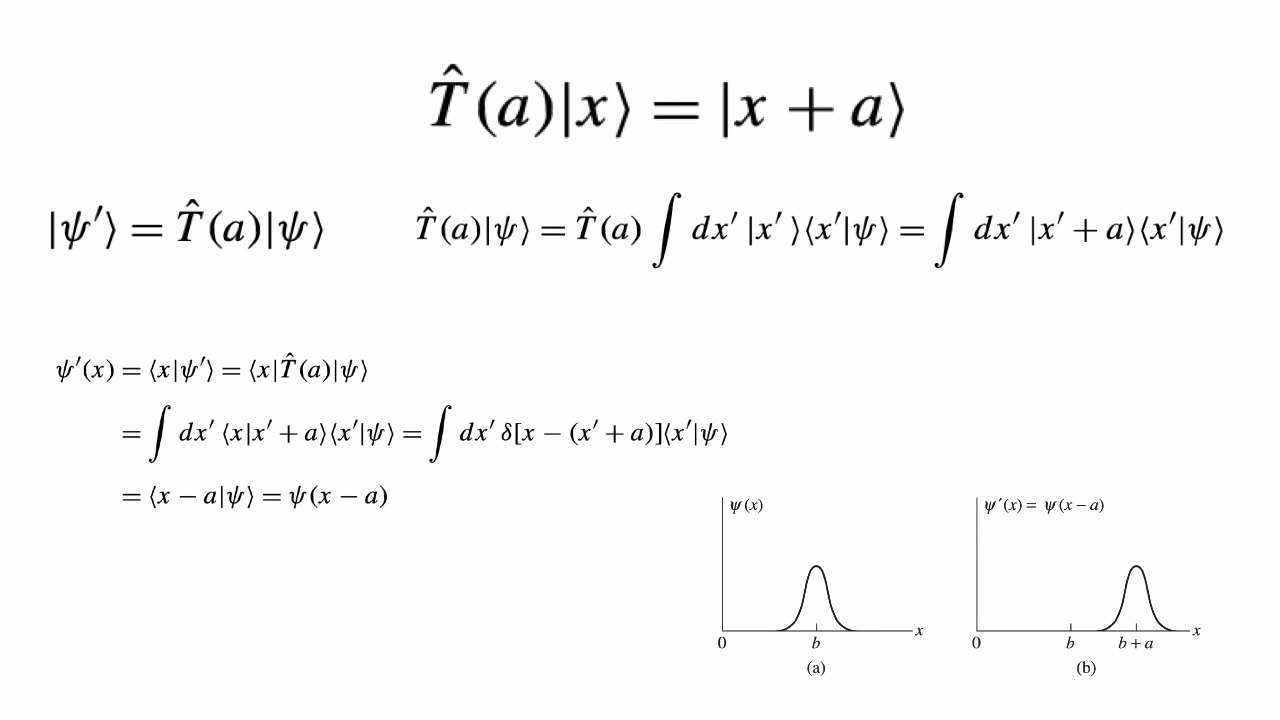 T̂(a)|x⟩ = |x + a⟩
|ψ′⟩ = T̂(a)|ψ⟩
T̂(a)|ψ⟩ = T̂(a) ∫ dx′ |x′⟩⟨x′|ψ⟩ = ∫ dx′ |x′ + a⟩⟨x′|ψ⟩
ψ′(x) = ⟨x|ψ′⟩ = ⟨x|T̂(a)|ψ⟩
= ∫ dx′ ⟨x|x′ + a⟩⟨x′|ψ⟩ = ∫ dx′ δ[x − (x′ + a)]⟨x′|ψ⟩
= ⟨x − a|ψ⟩ = ψ(x − a)
ψ(x)
x
0 b
(a)
ψ′(x) = ψ(x − a)
x
0 b b + a
(b)